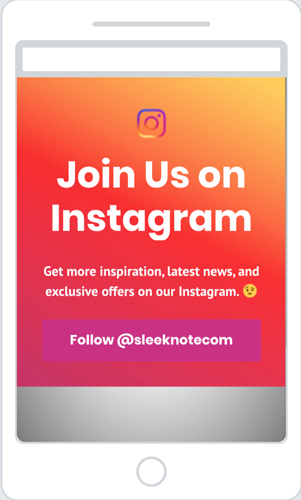 Join Us on
Instagram
Get more inspiration, latest news, and
exclusive offers on our Instagram. 😉
Follow @sleeknotecom